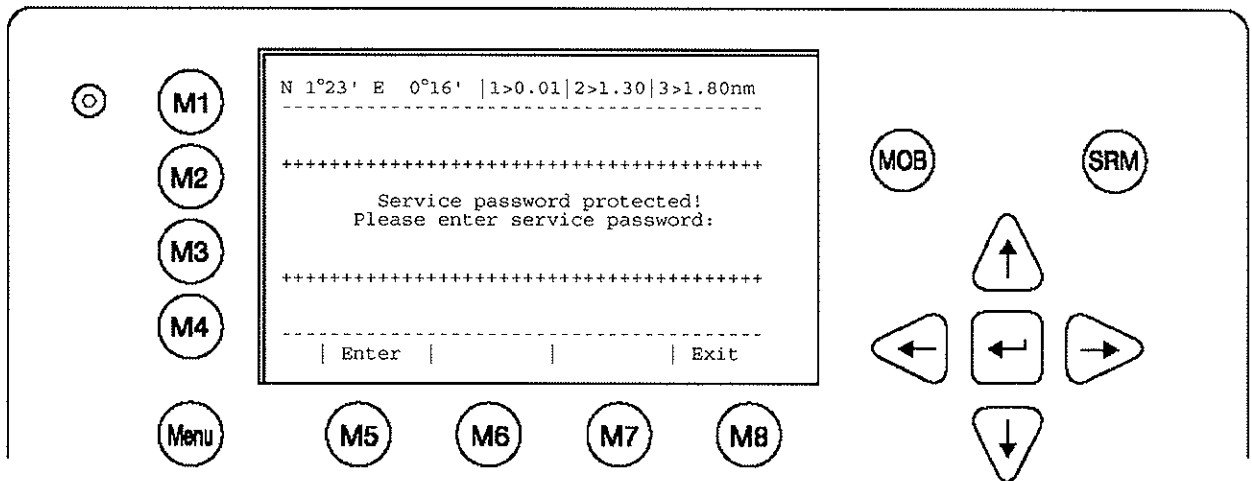 M1
M2
M3
M4
Menu
N 1°23' E 0°16' |1>0.01|2>1.30|3>1.80nm
----------------------------------------
++++++++++++++++++++++++++++++++++++++++
Service password protected!
Please enter service password:
++++++++++++++++++++++++++++++++++++++++
----------------------------------------
| Enter | | | Exit
M5 M6 M7 M8
MOB SRM